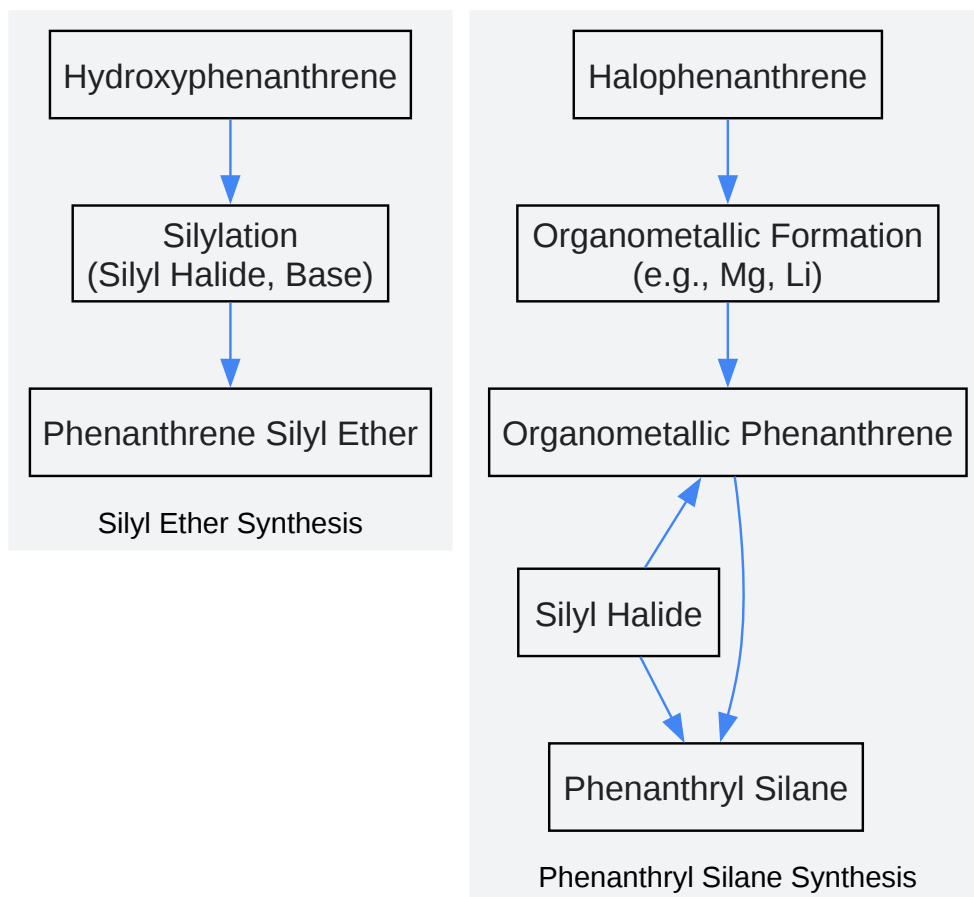 Hydroxyphenanthrene
Silylation
(Silyl Halide, Base)
Phenanthrene Silyl Ether
Silyl Ether Synthesis
Halophenanthrene
Organometallic Formation
(e.g., Mg, Li)
Organometallic Phenanthrene
Silyl Halide
Phenanthryl Silane
Phenanthryl Silane Synthesis